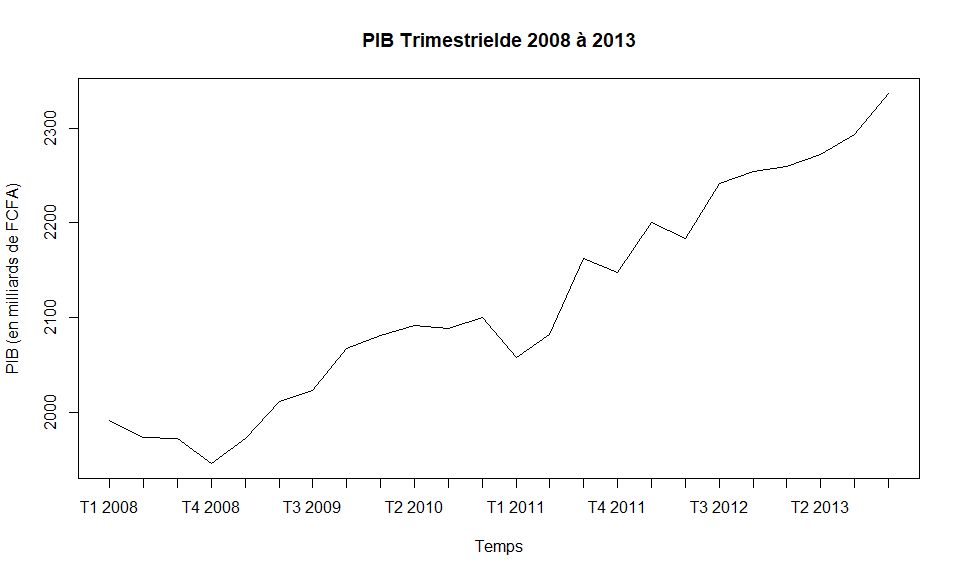 PIB Trimestrielde 2008 à 2013
PIB (en milliards de FCFA)
2300
2200
2100
2000
T1 2008 T4 2008 T3 2009 T2 2010 T1 2011 T4 2011 T3 2012 T2 2013
Temps